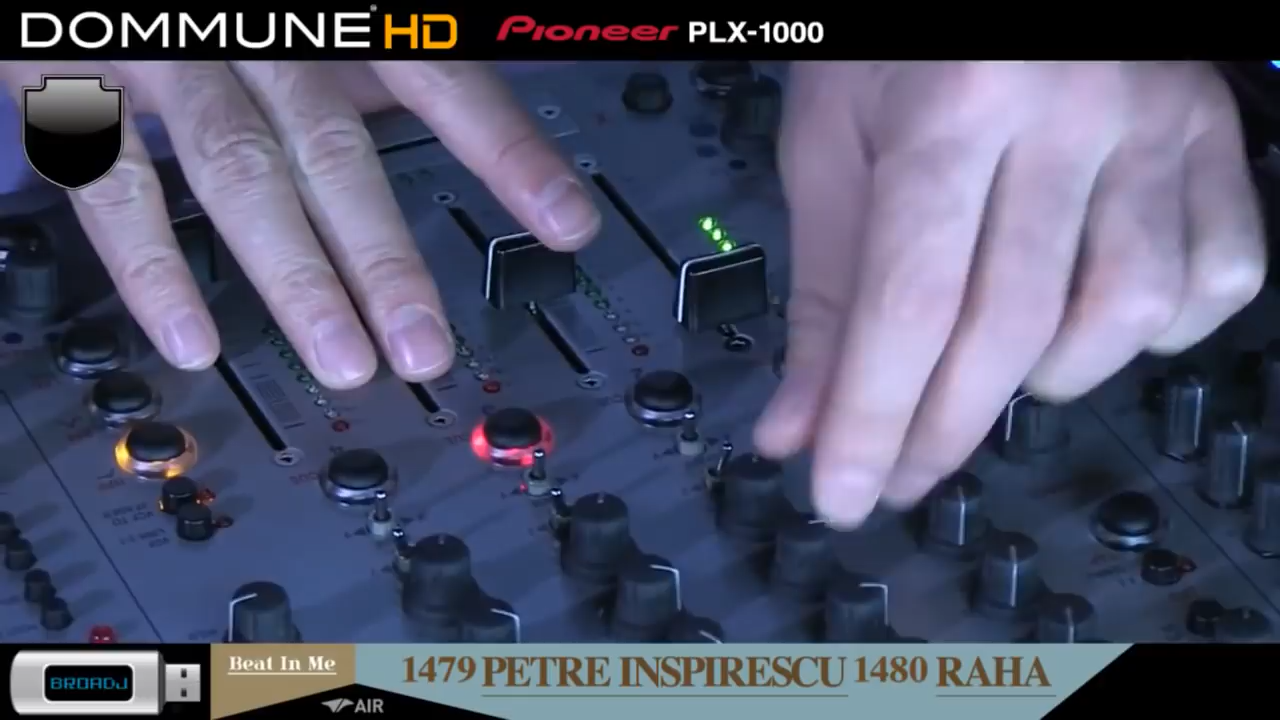 DOMMUNE HD Pioneer PLX-1000
BROADJ
Beat In Me
AIR
1479 PETRE INSPIRESCU 1480 RAHA